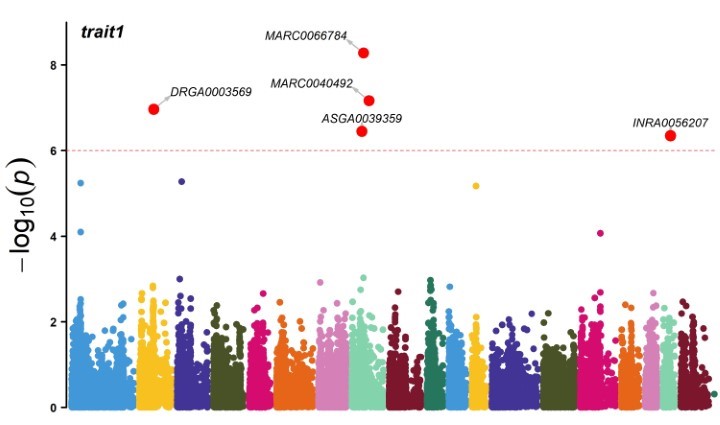 trait1
MARC0066784
MARC0040492
DRGA0003569
ASGA0039359
INRA0056207
8
6
4
2
0
−log10(p)